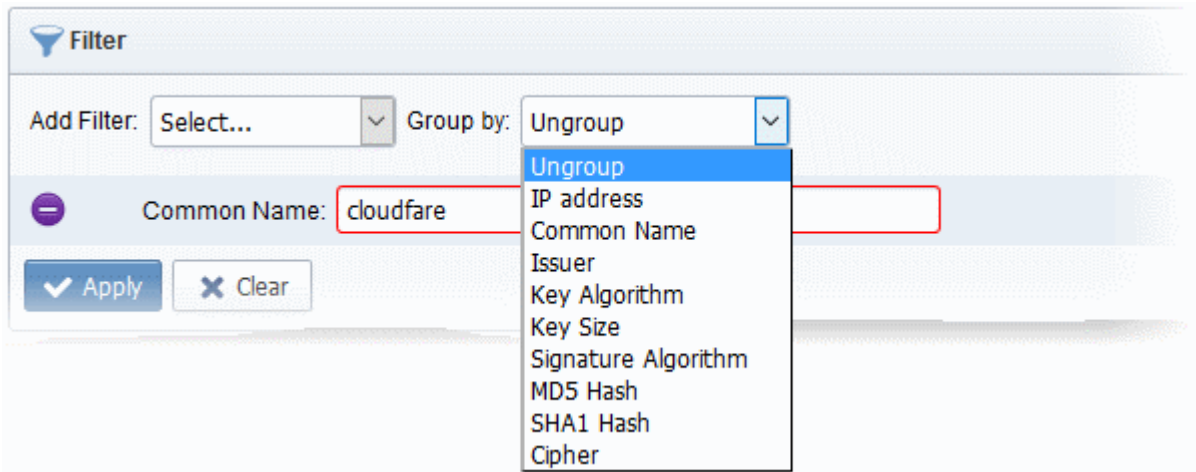 Filter
Add Filter: Select... Group by: Ungroup
Ungroup
IP address
Common Name: cloudfare
Common Name
Issuer
Apply Clear
Key Algorithm
Key Size
Signature Algorithm
MD5 Hash
SHA1 Hash
Cipher